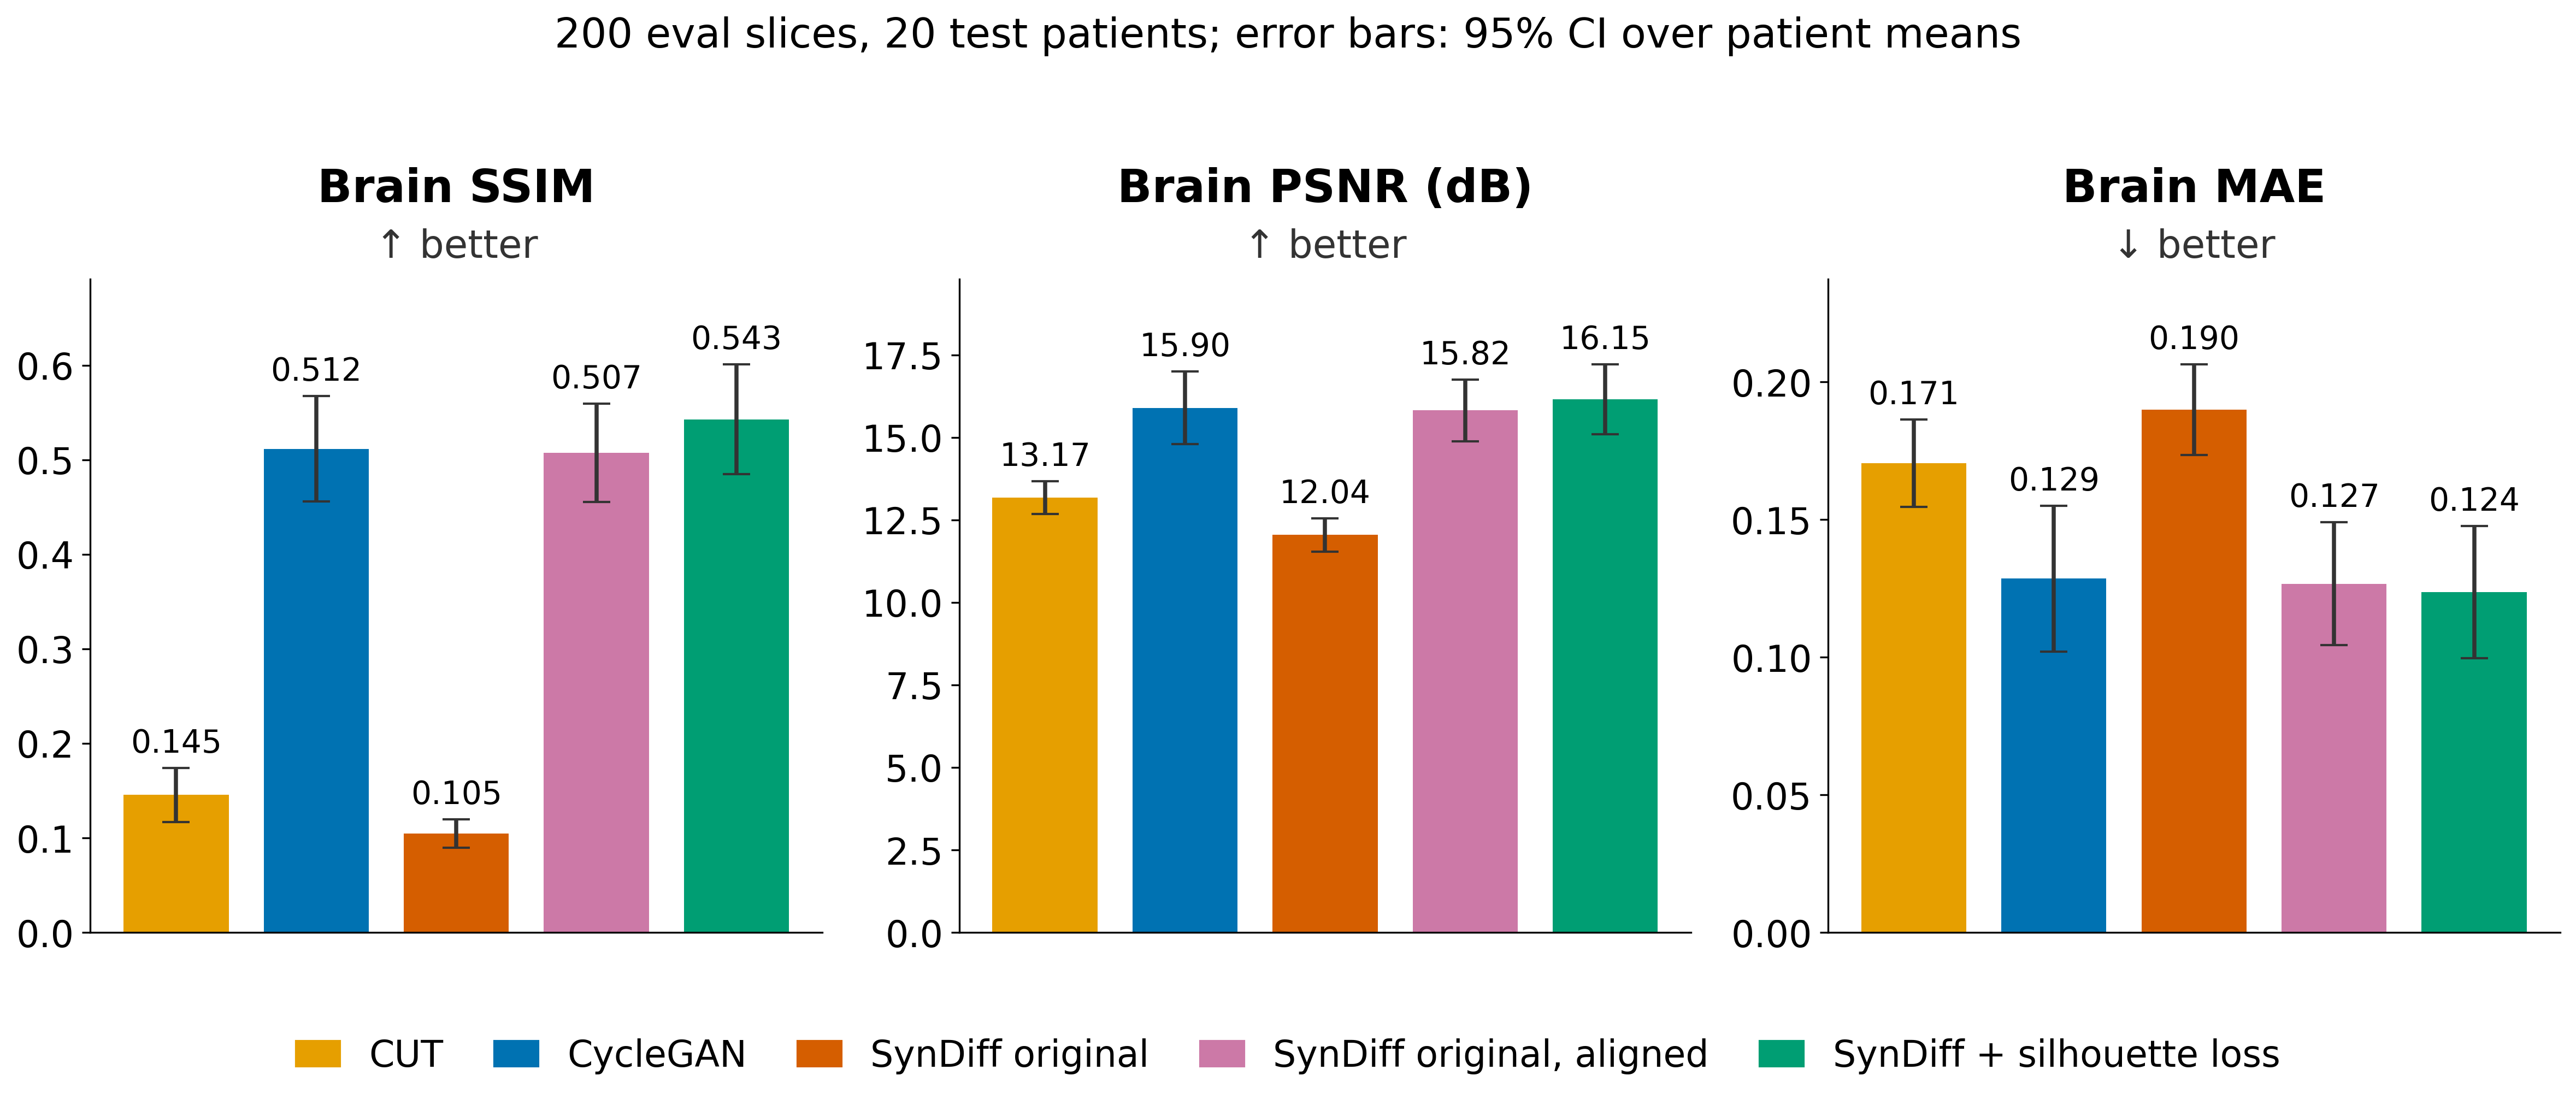 200 eval slices, 20 test patients; error bars: 95% CI over patient means
Brain SSIM
↑ better
0.6
0.5
0.4
0.3
0.2
0.1
0.0
0.145
0.512
0.105
0.507
0.543
Brain PSNR (dB)
↑ better
17.5
15.0
12.5
10.0
7.5
5.0
2.5
0.0
13.17
15.90
12.04
15.82
16.15
Brain MAE
↓ better
0.20
0.15
0.10
0.05
0.00
0.171
0.129
0.190
0.127
0.124
CUT
CycleGAN
SynDiff original
SynDiff original, aligned
SynDiff + silhouette loss